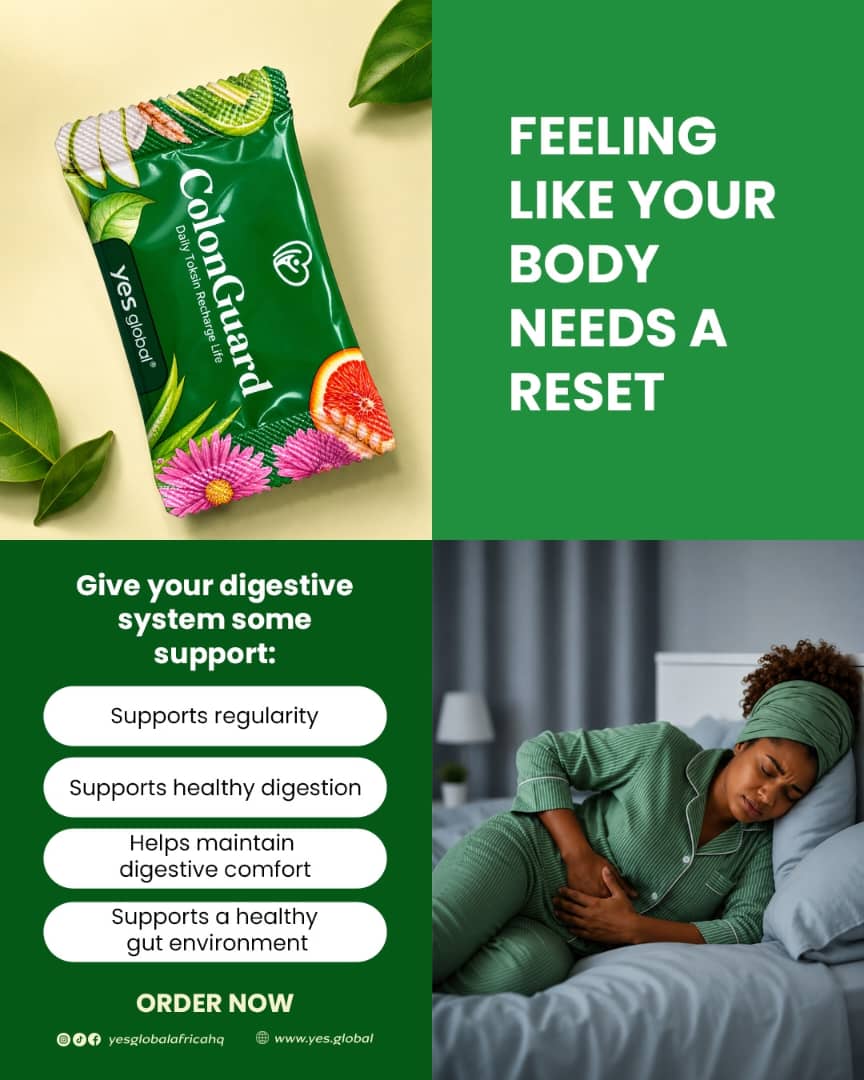 ColonGuard
Daily Toksin Recharge Life
yes global®
FEELING
LIKE YOUR
BODY
NEEDS A
RESET
Give your digestive
system some
support:
Supports regularity
Supports healthy digestion
Helps maintain
digestive comfort
Supports a healthy
gut environment
ORDER NOW
yesglobalafricahq
www.yes.global